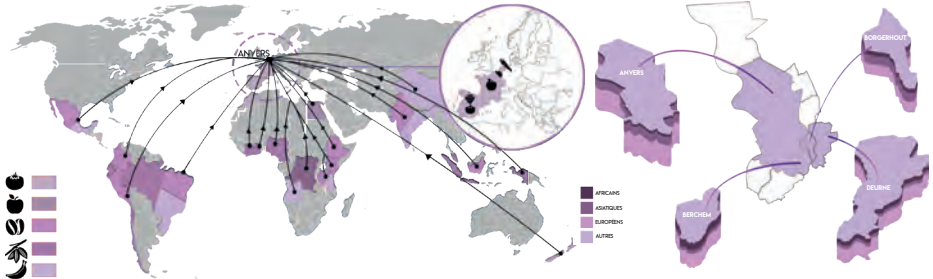 ANVERS
AFRICAINS
ASIATIQUES
EUROPÉENS
AUTRES
ANVERS
BORGERHOUT
BERCHEM
DEURNE